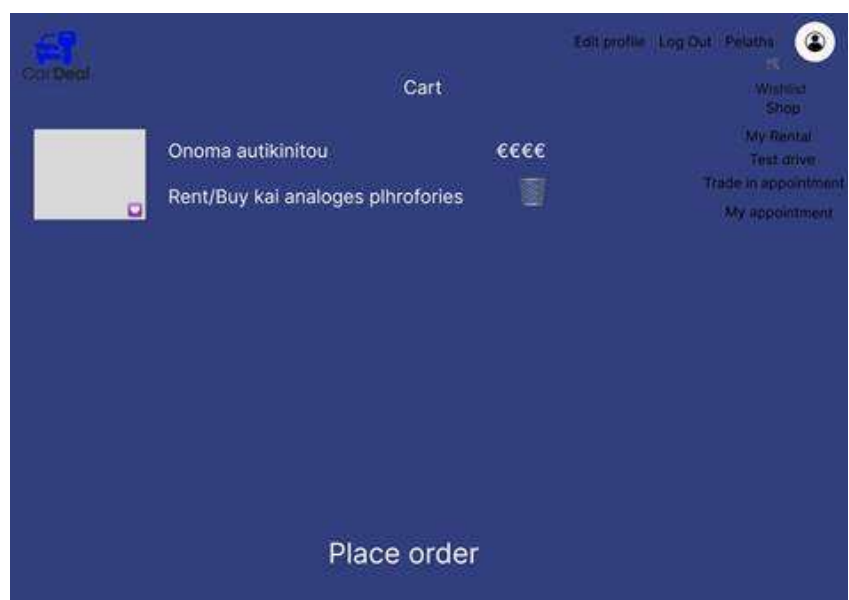 Edit profile Log Out Pelaths
CarDeal
Cart
Wishlist
Shop
Onoma autikinitou €€€€
My Rental
Test drive
Trade in appointment
Rent/Buy kai analoges plhrofories
My appointment
Place order